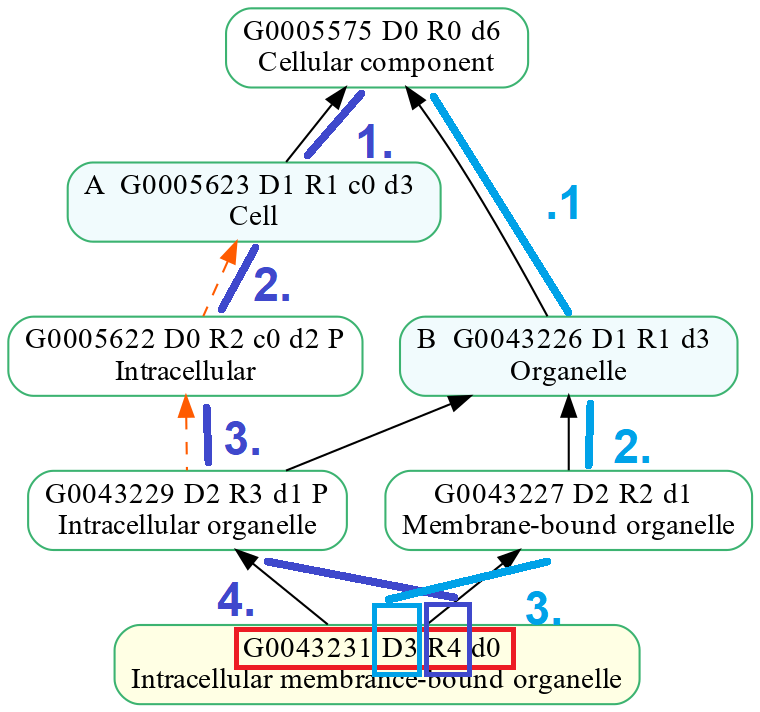 G0005575 D0 R0 d6
Cellular component
1.
A G0005623 D1 R1 c0 d3
Cell
.1
2.
G0005622 D0 R2 c0 d2 P
Intracellular
B G0043226 D1 R1 d3
Organelle
3.
2.
G0043229 D2 R3 d1 P
Intracellular organelle
G0043227 D2 R2 d1
Membrane-bound organelle
4.
3.
G0043231 D3 R4 d0
Intracellular membrance-bound organelle